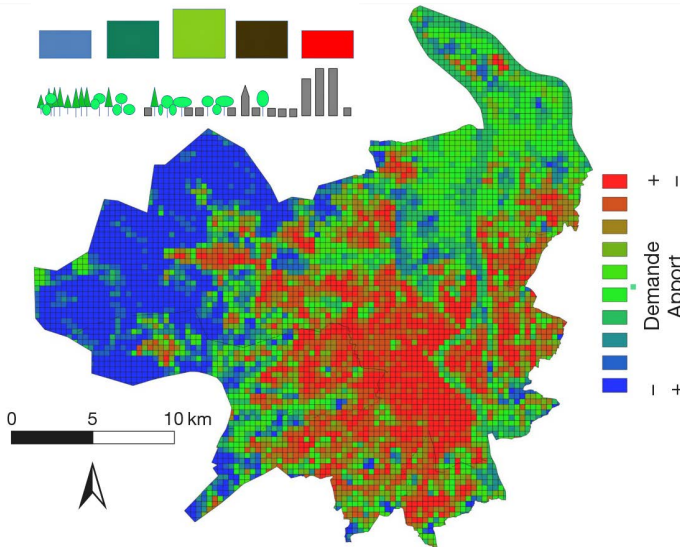 + –
Demande
Apport
– +
0 5 10 km